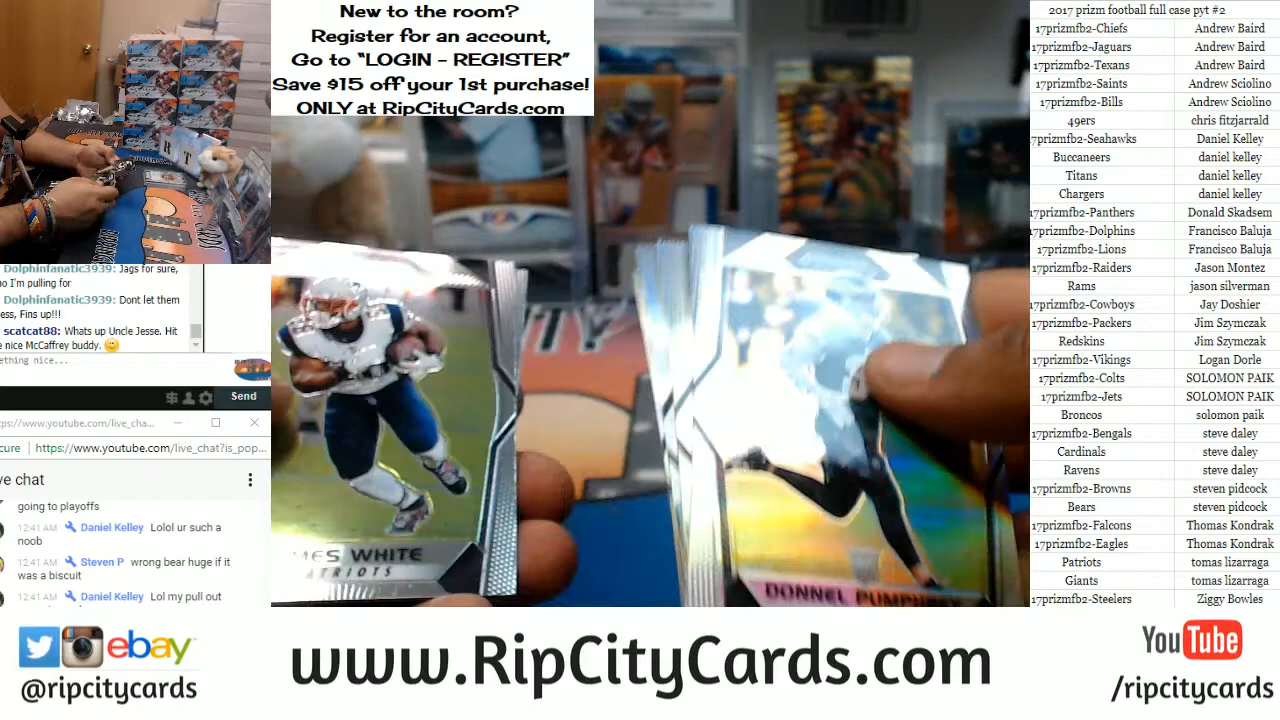 New to the room?
Register for an account,
Go to “LOGIN - REGISTER”
Save $15 off your 1st purchase!
ONLY at RipCityCards.com
2017 prizm football full case pyt #2
17prizmfb2-Chiefs Andrew Baird
17prizmfb2-Jaguars Andrew Baird
17prizmfb2-Texans Andrew Baird
17prizmfb2-Saints Andrew Sciolino
17prizmfb2-Bills Andrew Sciolino
49ers chris fitzjarrald
17prizmfb2-Seahawks Daniel Kelley
Buccaneers daniel kelley
Titans daniel kelley
Chargers daniel kelley
17prizmfb2-Panthers Donald Skadsem
17prizmfb2-Dolphins Francisco Baluja
17prizmfb2-Lions Francisco Baluja
17prizmfb2-Raiders Jason Montez
Rams jason silverman
17prizmfb2-Cowboys Jay Doshier
17prizmfb2-Packers Jim Szymczak
Redskins Jim Szymczak
17prizmfb2-Vikings Logan Dorle
17prizmfb2-Colts SOLOMON PAIK
17prizmfb2-Jets SOLOMON PAIK
Broncos solomon paik
17prizmfb2-Bengals steve daley
Cardinals steve daley
Ravens steve daley
17prizmfb2-Browns steven pidcock
Bears steven pidcock
17prizmfb2-Falcons Thomas Kondrak
17prizmfb2-Eagles Thomas Kondrak
Patriots tomas lizarraga
Giants tomas lizarraga
17prizmfb2-Steelers Ziggy Bowles
Dolphinfanatic3939: Jags for sure,
o I'm pulling for
Dolphinfanatic3939: Dont let them
ess, Fins up!!!
scatcat88: Whats up Uncle Jesse. Hit
e nice McCaffrey buddy.
ething nice...
Send
ps://www.youtube.com/live_cha...
cure https://www.youtube.com/live_chat?is_pop...
ve chat
going to playoffs
12:41 AM Daniel Kelley Lolol ur such a
noob
12:41 AM Steven P wrong bear huge if it
was a biscuit
12:41 AM Daniel Kelley Lol my pull out
MES WHITE
ATRIOTS
DONNEL PUMPHREY
ebay
@ripcitycards
www.RipCityCards.com
YouTube
/ripcitycards